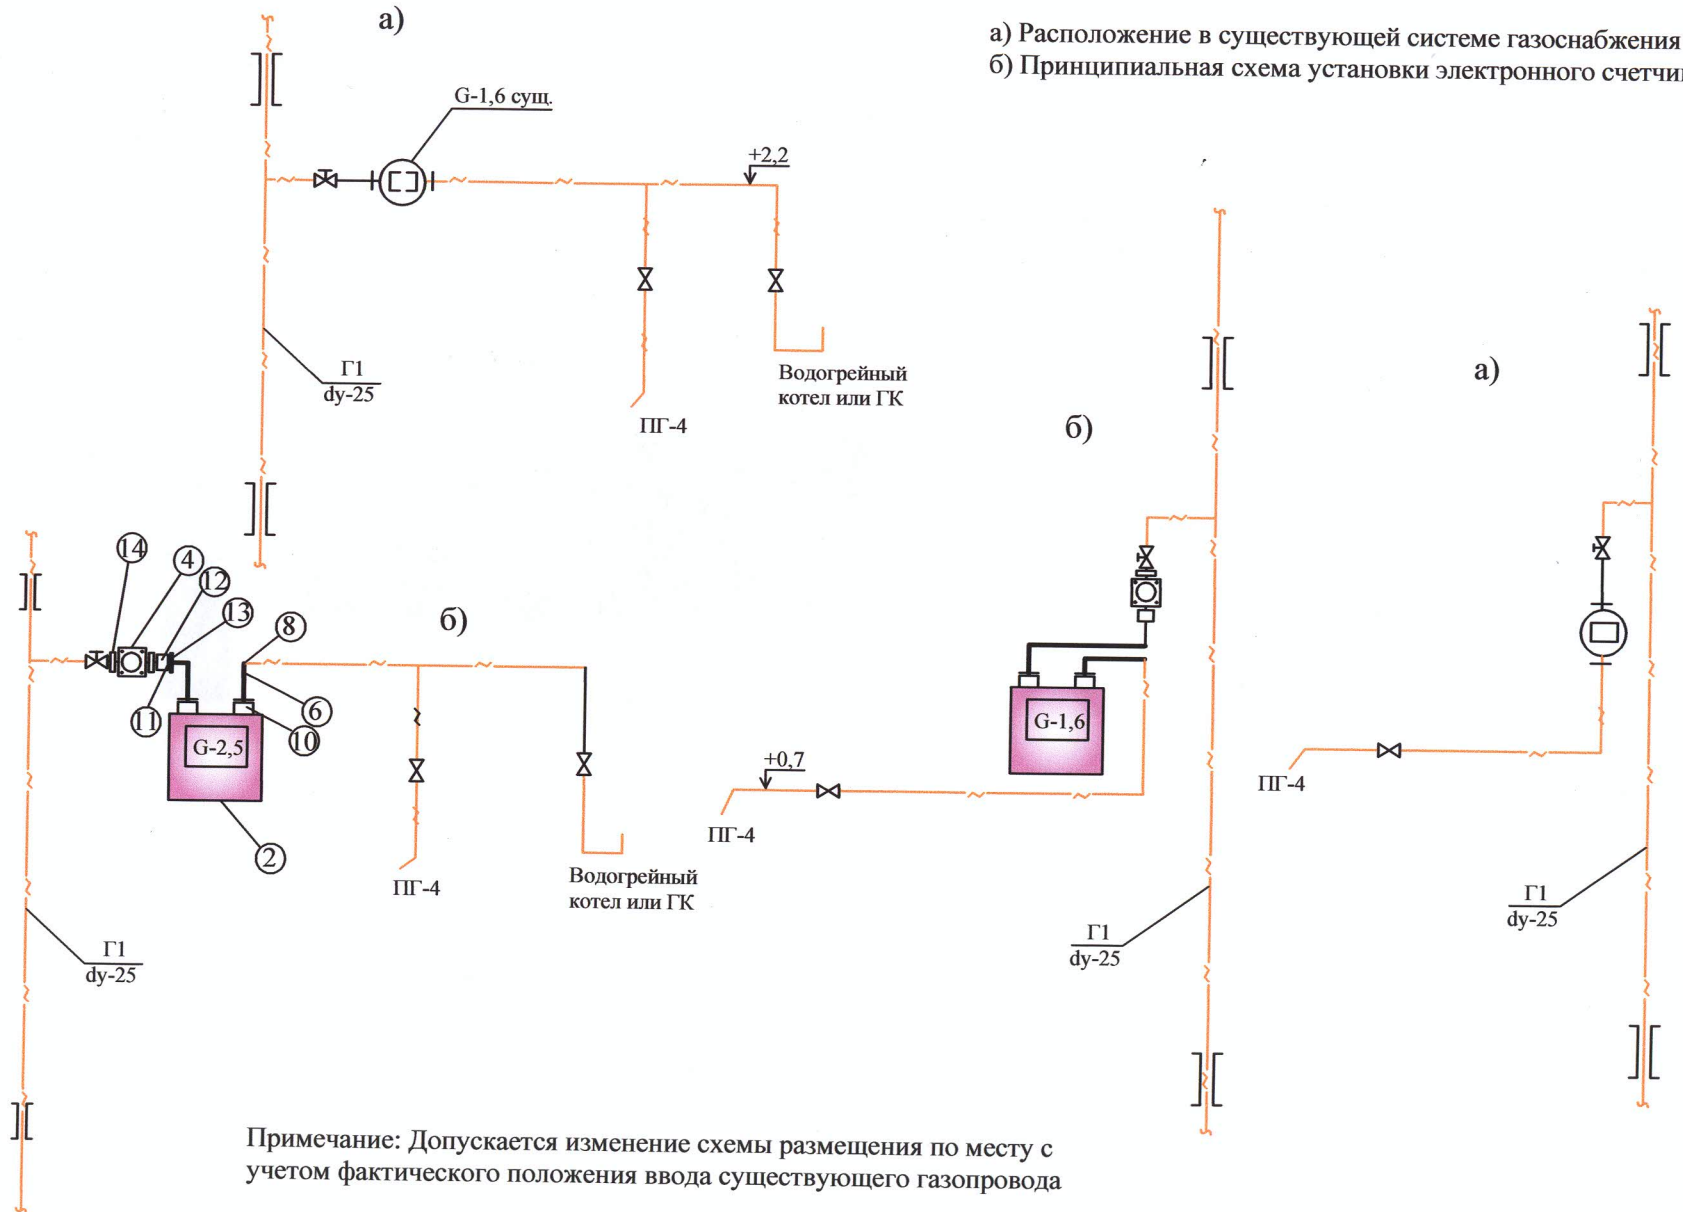 а)
а) Расположение в существующей системе газоснабжения
б) Принципиальная схема установки электронного
G-1,6 сущ.
+2,2
Г1
dy-25
Водогрейный
котел или ГК
ПГ-4
а)
б)
14
4
12
13
8
б)
11
6
10
G-2,5
2
G-1,6
+0,7
ПГ-4
ПГ-4
ПГ-4
Водогрейный
котел или ГК
Г1
dy-25
Г1
dy-25
Г1
dy-25
Примечание: Допускается изменение схемы размещения по месту с
учетом фактического положения ввода существующего газопровода